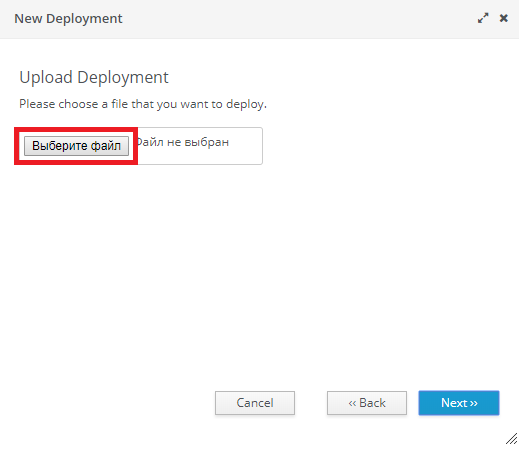 New Deployment
Upload Deployment
Please choose a file that you want to deploy.
Выберите файл Файл не выбран
Cancel ‹‹ Back Next ››